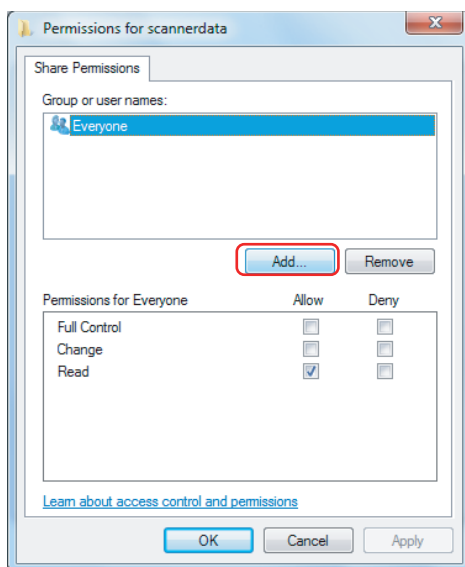 Permissions for scannerdata
Share Permissions
Group or user names:
Everyone
Add... Remove
Permissions for Everyone Allow Deny
Full Control
Change
Read
Learn about access control and permissions
OK Cancel Apply